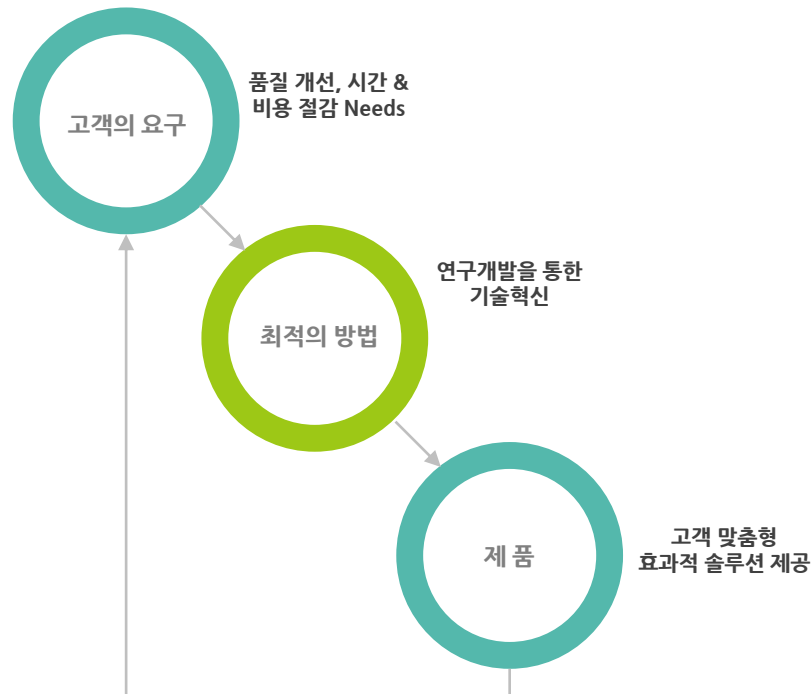 고객의 요구
품질 개선, 시간 &
비용 절감 Needs
최적의 방법
연구개발을 통한
기술혁신
제 품
고객 맞춤형
효과적 솔루션 제공